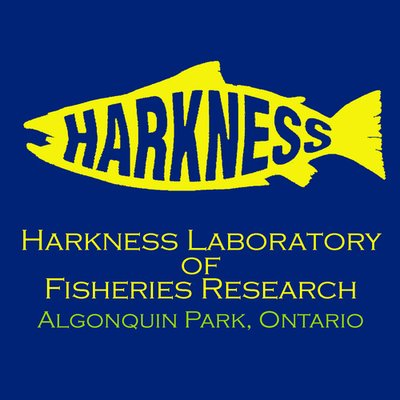 HARKNESS
HARKNESS LABORATORY
OF
FISHERIES RESEARCH
ALGONQUIN PARK, ONTARIO